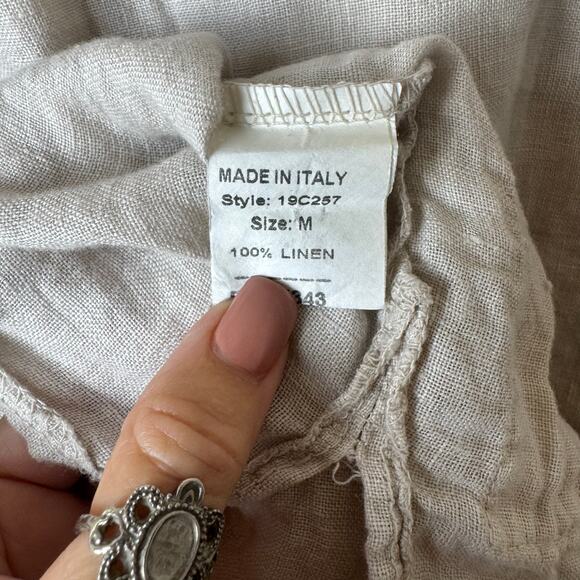 MADE IN ITALY
Style: 19C257
Size: M
100% LINEN